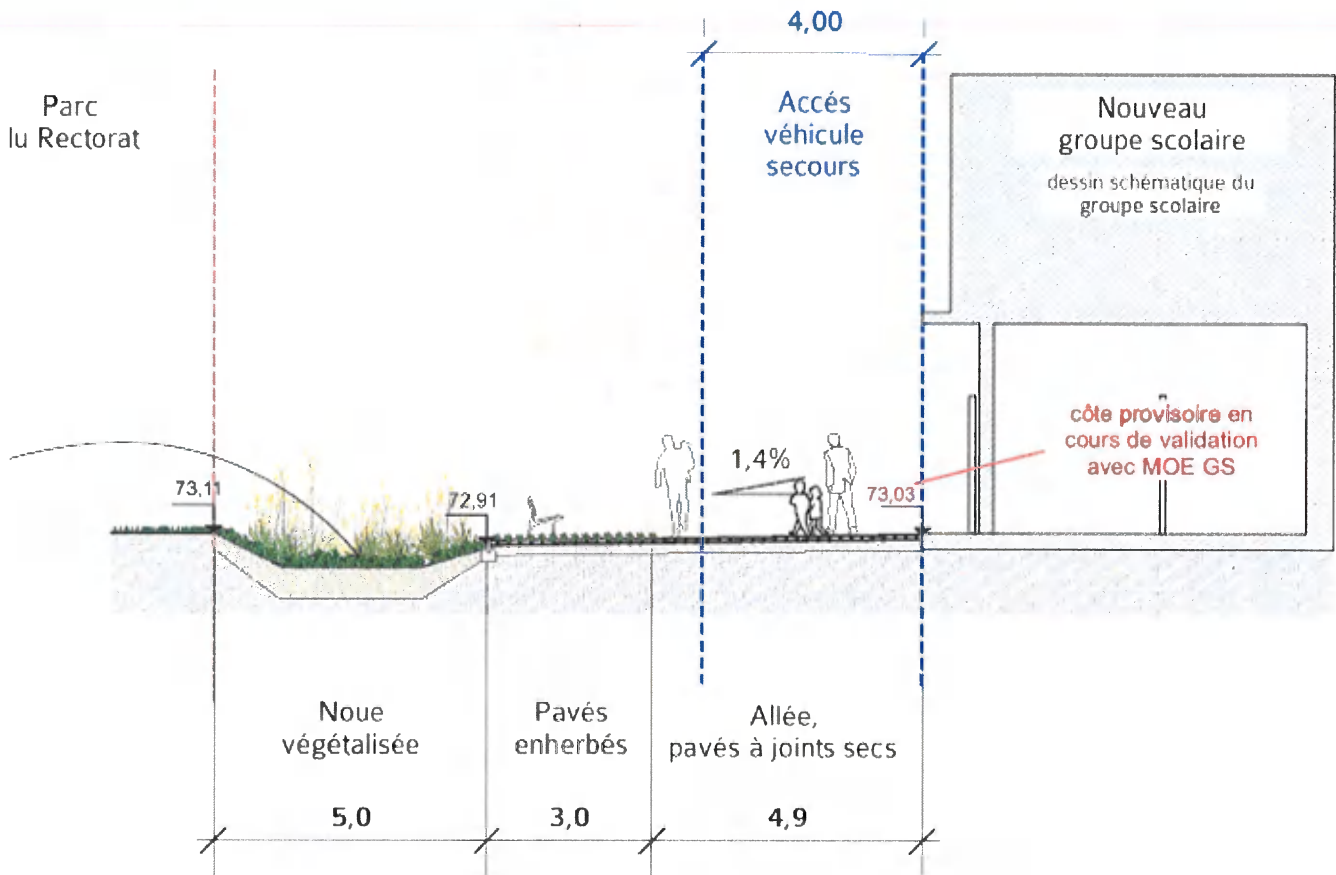 4,00
Parc
lu Rectorat
Accés
véhicule
secours
Nouveau
groupe scolaire
dessin schématique du
groupe scolaire
côte provisoire en
cours de validation
avec MOE GS
1,4%
73,11
72,91
73,03
Noue
végétalisée
Pavés
enherbés
Allée,
pavés à joints secs
5,0
3,0
4,9